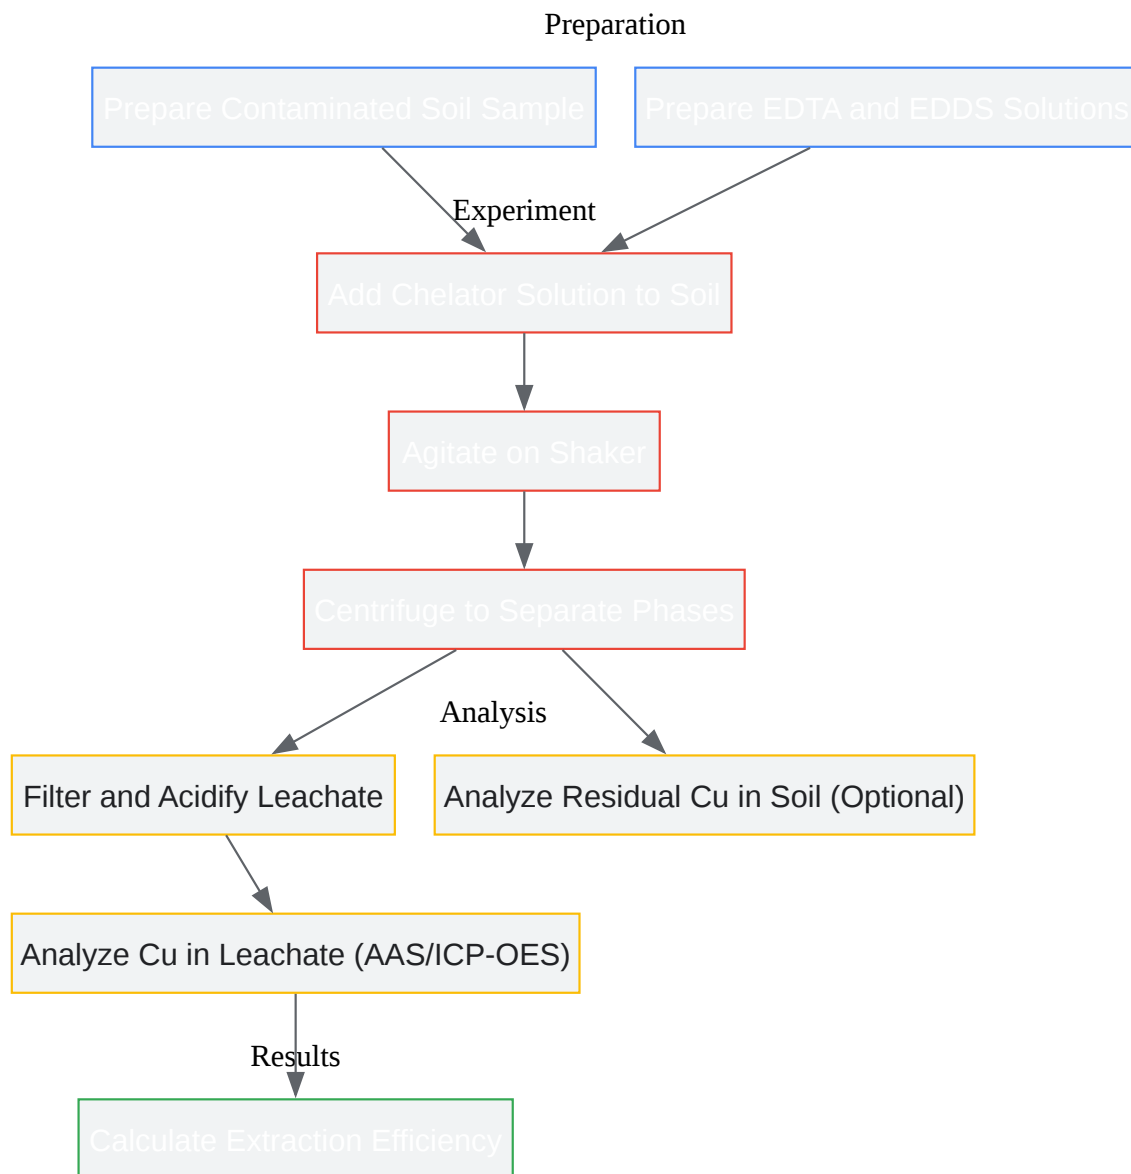 Preparation
Prepare Contaminated Soil Sample
Prepare EDTA and EDDS Solutions
Experiment
Add Chelator Solution to Soil
Agitate on Shaker
Centrifuge to Separate Phases
Analysis
Filter and Acidify Leachate
Analyze Residual Cu in Soil (Optional)
Analyze Cu in Leachate (AAS/ICP-OES)
Results
Calculate Extraction Efficiency